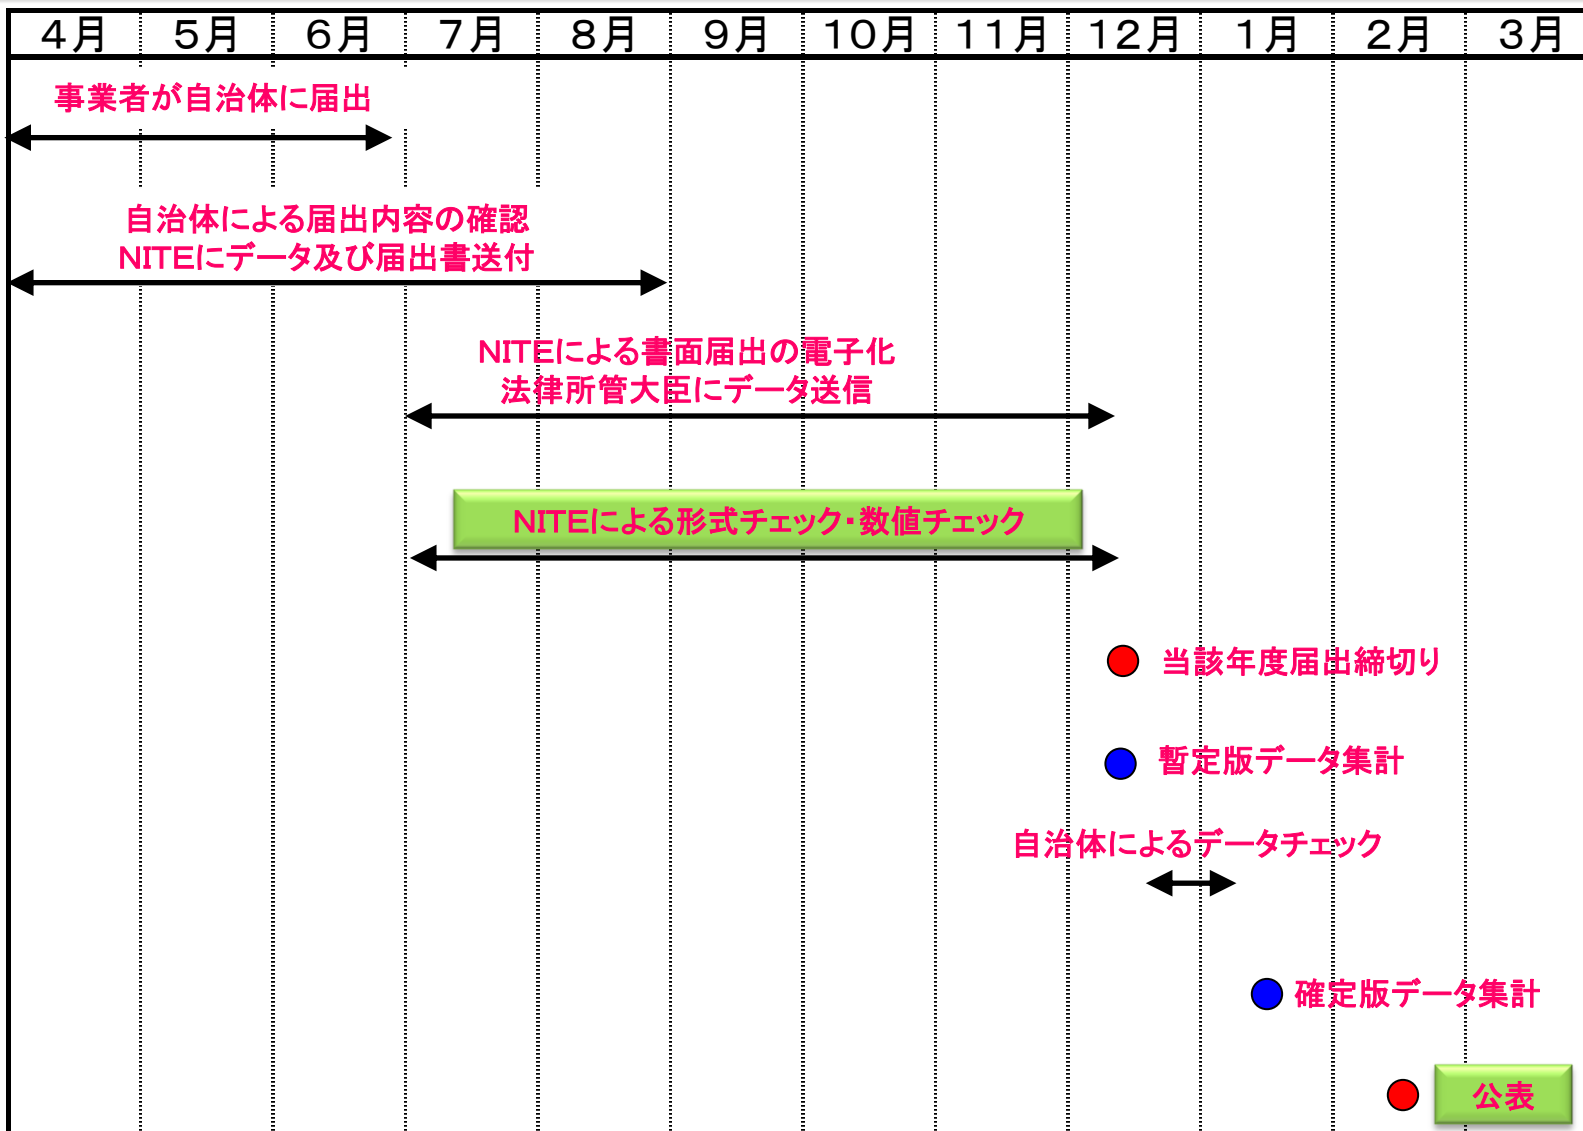 4月 5月 6月 7月 8月 9月 10月 11月 12月 1月 2月 3月
事業者が自治体に届出
自治体による届出内容の確認
NITEにデータ及び届出書送付
NITEによる書面届出の電子化
法律所管大臣にデータ送信
NITEによる形式チェック・数値チェック
当該年度届出締切り
暫定版データ集計
自治体によるデータチェック
確定版データ集計
公表